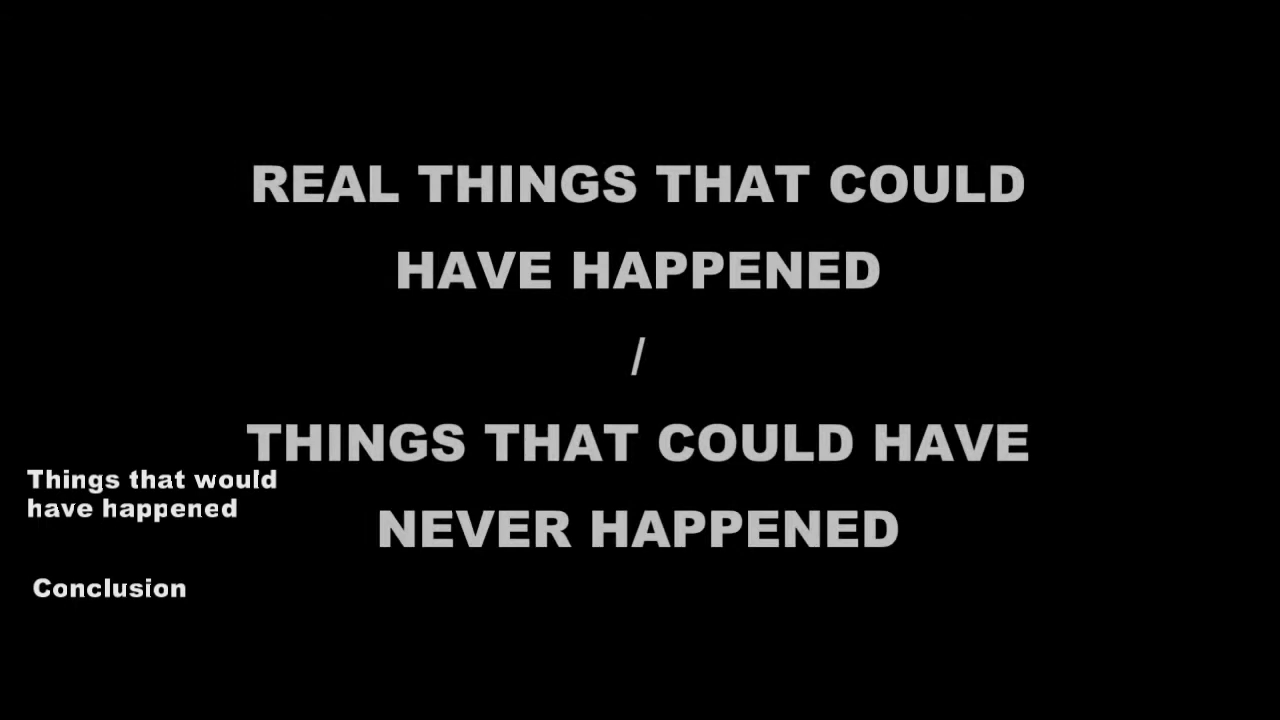 REAL THINGS THAT COULD
HAVE HAPPENED
/
THINGS THAT COULD HAVE
NEVER HAPPENED
Things that would
have happened
Conclusion